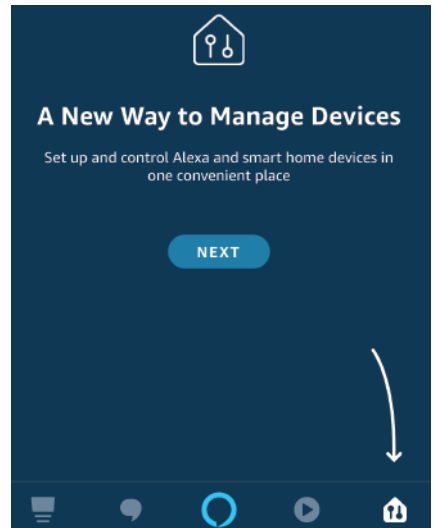 A New Way to Manage Devices
Set up and control Alexa and smart home devices in
one convenient place
NEXT